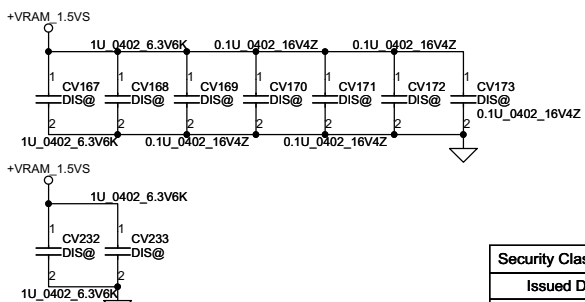 +VRAM_1.5VS
1U_0402_6.3V6K 0.1U_0402_16V4Z 0.1U_0402_16V4Z
1 1 1 1 1 1 1
CV167 CV168 CV169 CV170 CV171 CV172 CV173
DIS@ DIS@ DIS@ DIS@ DIS@ DIS@ DIS@
0.1U_0402_16V4Z
2 2 2 2 2 2 2
1U_0402_6.3V6K 0.1U_0402_16V4Z 0.1U_0402_16V4Z
+VRAM_1.5VS
1U_0402_6.3V6K
1 1
CV232 CV233
DIS@ DIS@
2 2
1U_0402_6.3V6K
Security Clas
Issued D